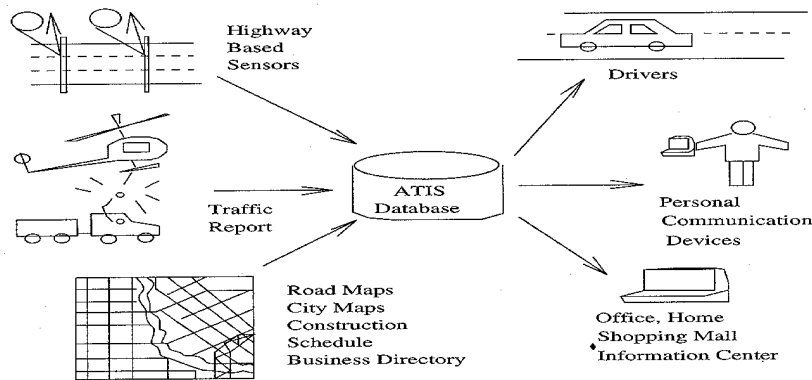 Highway
Based
Sensors
Drivers
Traffic
Report
ATIS
Database
Personal
Communication
Devices
Road Maps
City Maps
Construction
Schedule
Business Directory
Office, Home
Shopping Mall
Information Center